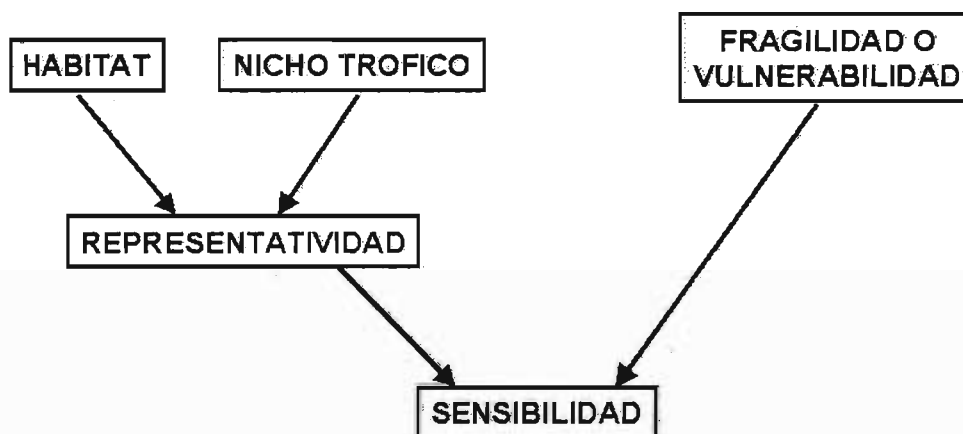 HABITAT
NICHO TROFICO
FRAGILIDAD O
VULNERABILIDAD
REPRESENTATIVIDAD
SENSIBILIDAD